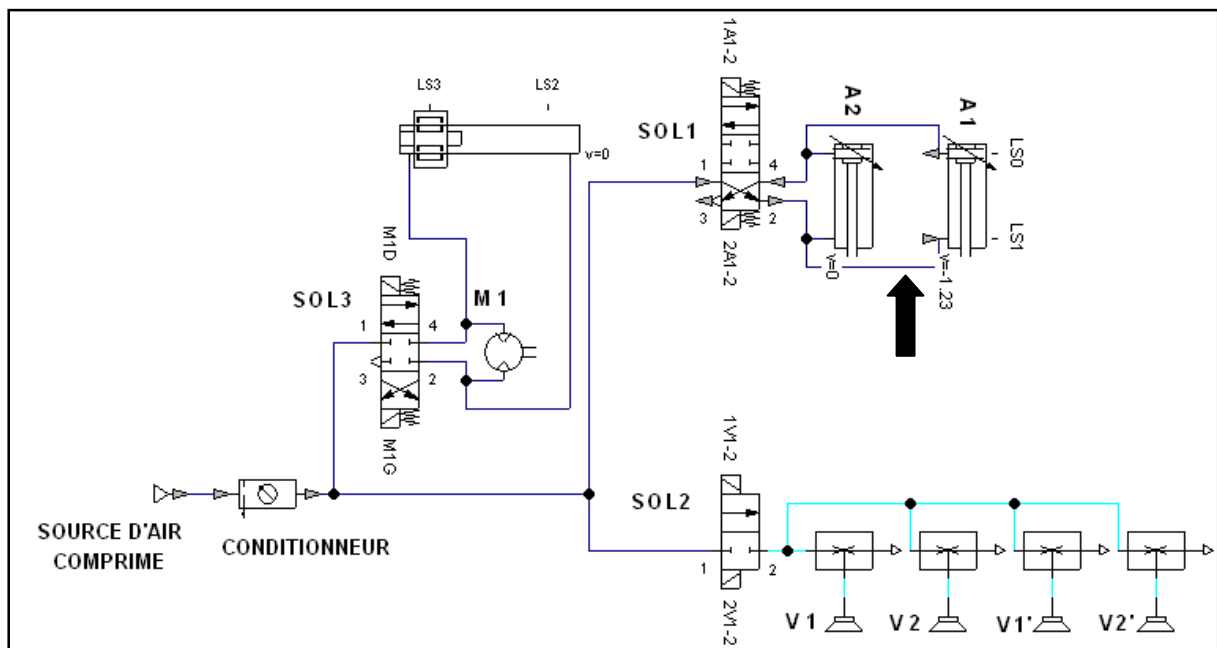 1A1-2
LS3
LS2
A2
A1
SOL1
LS0
v=0
1
4
3
2
LS1
M1D
2A1-2
v=0
v=-1.23
SOL3
M1
1
4
3
2
1V1-2
M1G
SOL2
SOURCE D'AIR
COMPRIME
CONDITIONNEUR
1
2
2V1-2
V1
V2
V1'
V2'